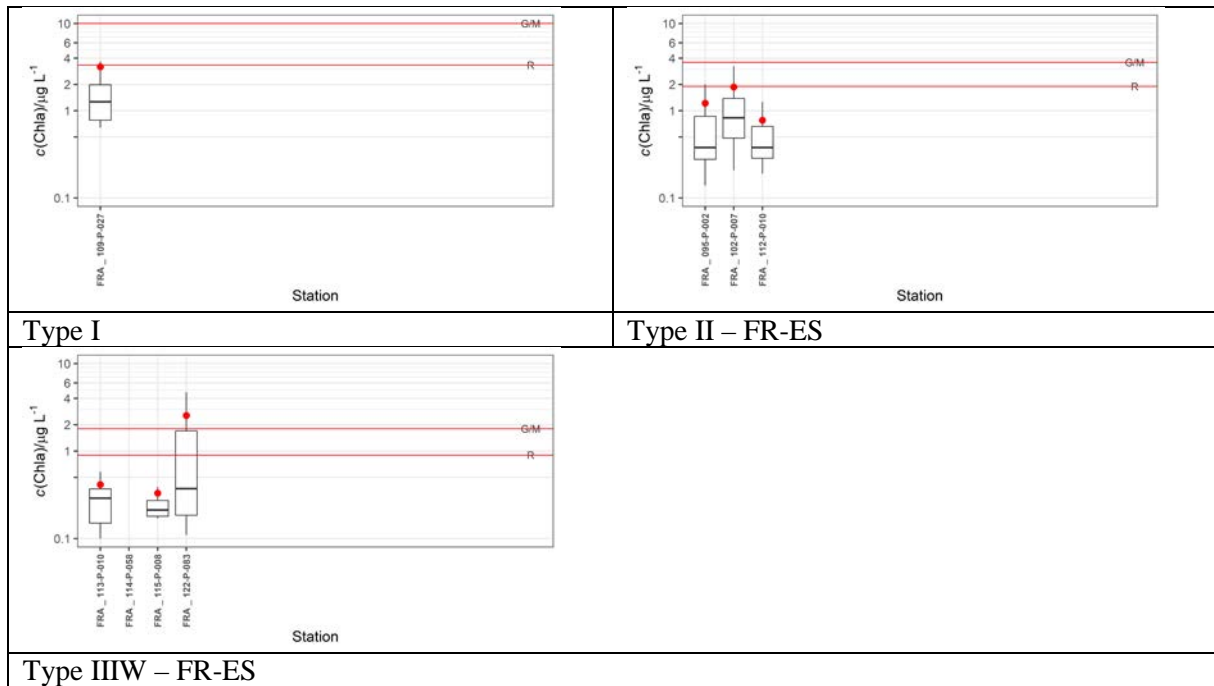 10
6
4
2
1
0.1
c(Chla)/µg L⁻¹
G/M
R
FRA_109-P-027
Station
Type I
10
6
4
2
1
0.1
c(Chla)/µg L⁻¹
G/M
R
FRA_095-P-002
FRA_102-P-007
FRA_112-P-010
Station
Type II – FR-ES
10
6
4
2
1
0.1
c(Chla)/µg L⁻¹
G/M
R
FRA_113-P-010
FRA_114-P-058
FRA_115-P-008
FRA_122-P-083
Station
Type IIIW – FR-ES